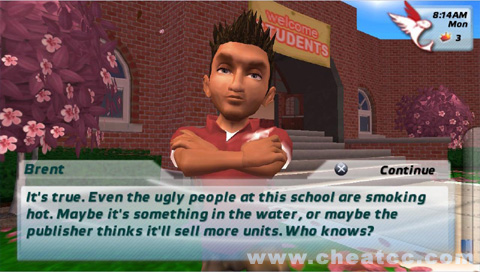 8:14AM
Mon
3
welcome
STUDENTS
Brent
Continue
It's true. Even the ugly people at this school are smoking
hot. Maybe it's something in the water, or maybe the
publisher thinks it'll sell more units. Who knows?
www.cheatcc.com